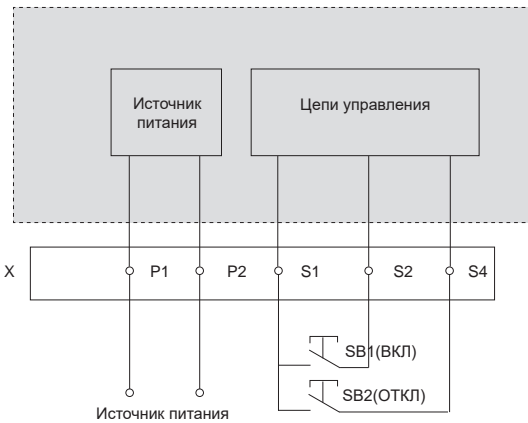 Источник
питания
Цепи управления
X P1 P2 S1 S2 S4
SB1(ВКЛ)
SB2(ОТКЛ)
Источник питания